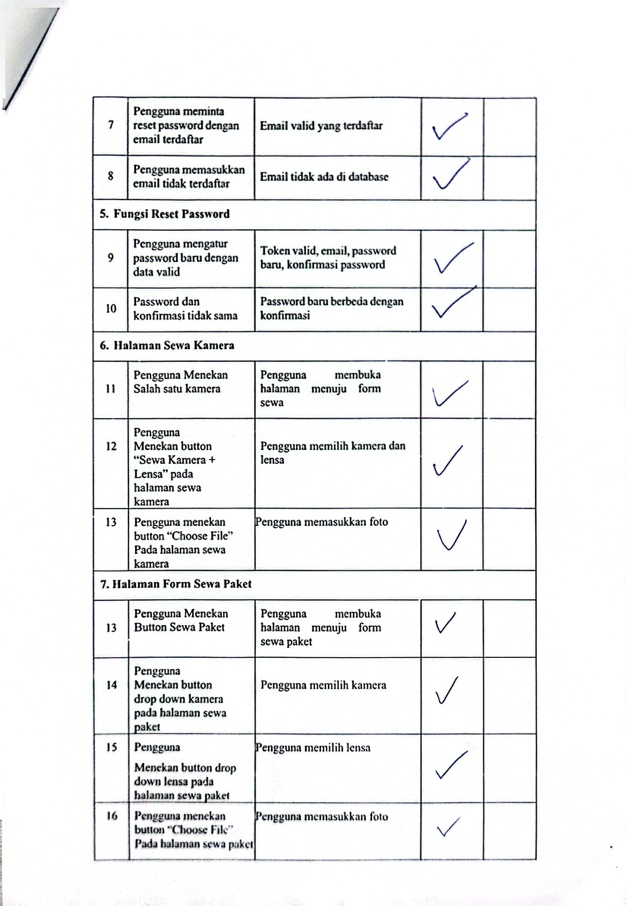 7
Pengguna meminta
reset password dengan
email terdaftar
Email valid yang terdaftar
8
Pengguna memasukkan
email tidak terdaftar
Email tidak ada di database
5. Fungsi Reset Password
9
Pengguna mengatur
password baru dengan
data valid
Token valid, email, password
baru, konfirmasi password
10
Password dan
konfirmasi tidak sama
Password baru berbeda dengan
konfirmasi
6. Halaman Sewa Kamera
11
Pengguna Menekan
Salah satu kamera
Pengguna membuka
halaman menuju form
sewa
12
Pengguna
Menekan button
“Sewa Kamera +
Lensa” pada
halaman sewa
kamera
Pengguna memilih kamera dan
lensa
13
Pengguna menekan
button “Choose File”
Pada halaman sewa
kamera
Pengguna memasukkan foto
7. Halaman Form Sewa Paket
13
Pengguna Menekan
Button Sewa Paket
Pengguna membuka
halaman menuju form
sewa paket
14
Pengguna
Menekan button
drop down kamera
pada halaman sewa
paket
Pengguna memilih kamera
15
Pengguna
Menekan button drop
down lensa pada
halaman sewa paket
Pengguna memilih lensa
16
Pengguna menekan
button “Choose File”
Pada halaman sewa paket
Pengguna memasukkan foto